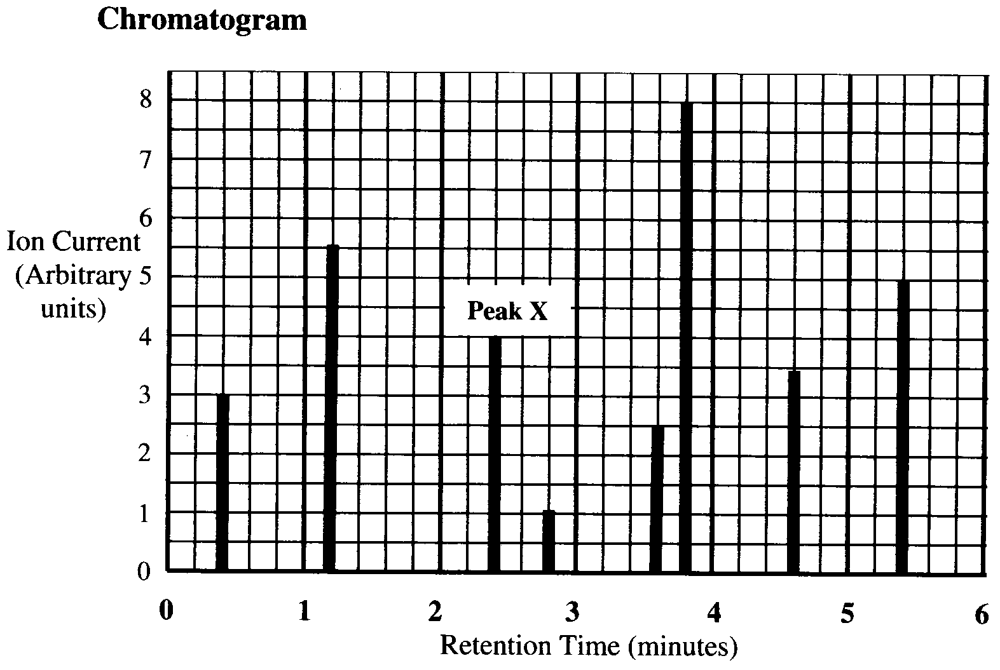 Chromatogram
8
7
6
Ion Current
(Arbitrary 5
units)
Peak X
4
3
2
1
0
0 1 2 3 4 5 6
Retention Time (minutes)